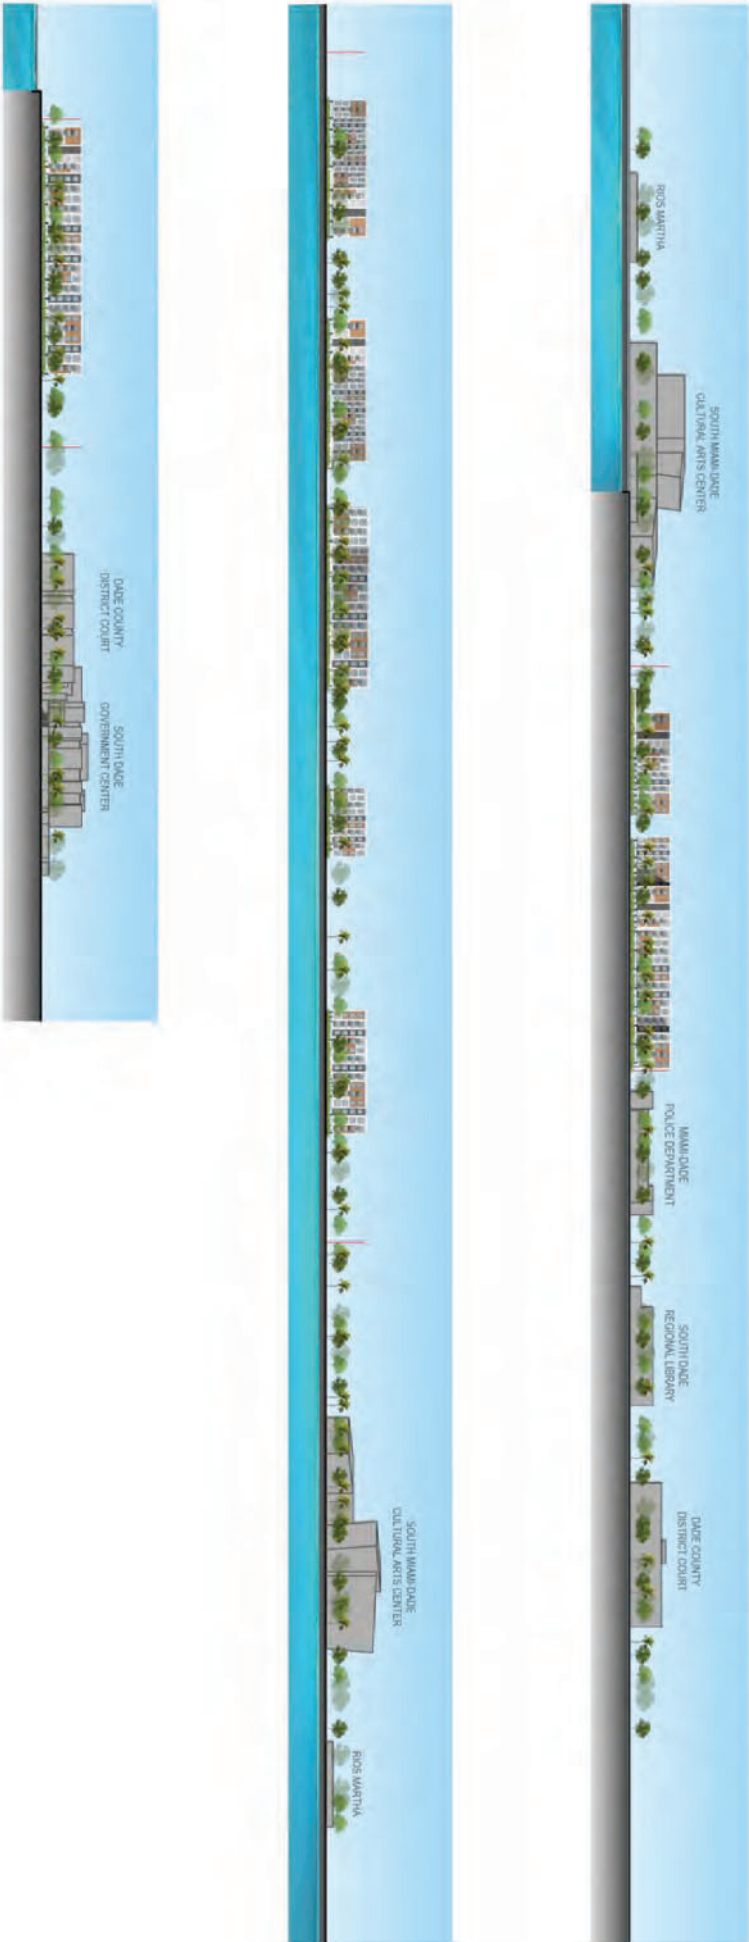 RIOS MARTHA
SOUTH MIAMI-DADE
CULTURAL ARTS CENTER
MIAMI-DADE
POLICE DEPARTMENT
SOUTH DADE
REGIONAL LIBRARY
DADE COUNTY
DISTRICT COURT
SOUTH MIAMI-DADE
CULTURAL ARTS CENTER
RIOS MARTHA
DADE COUNTY
DISTRICT COURT
SOUTH DADE
GOVERNMENT CENTER